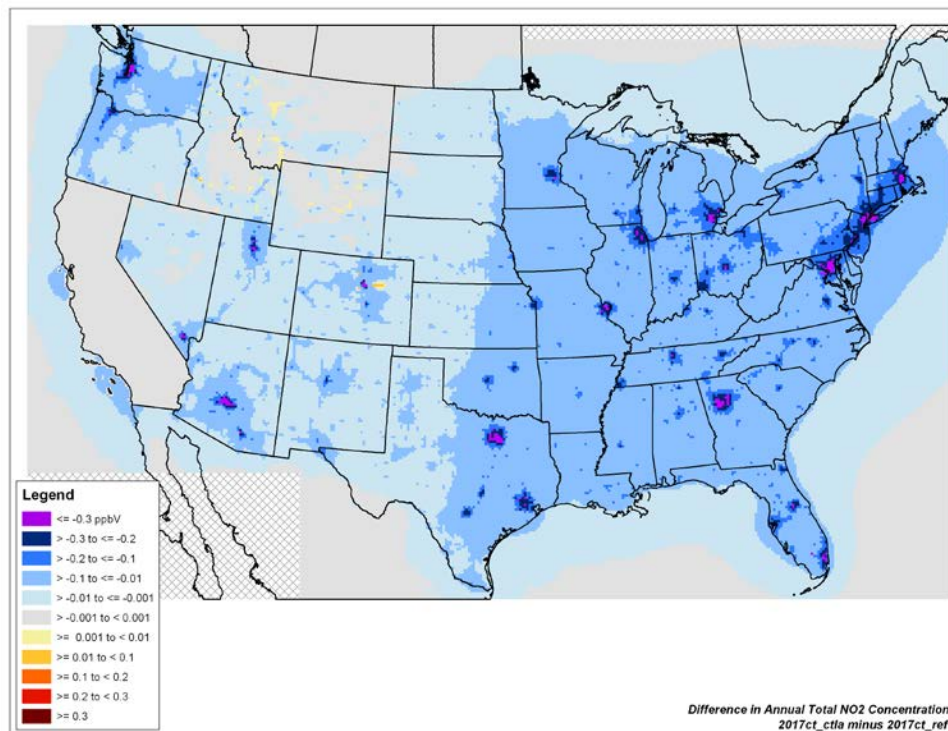 Legend
<= -0.3 ppbV
> -0.3 to <= -0.2
> -0.2 to <= -0.1
> -0.1 to <= -0.01
> -0.01 to <= -0.001
> -0.001 to < 0.001
>= 0.001 to < 0.01
>= 0.01 to < 0.1
>= 0.1 to < 0.2
>= 0.2 to < 0.3
>= 0.3
Difference in Annual Total NO2 Concentration
2017ct_ctla minus 2017ct_ref